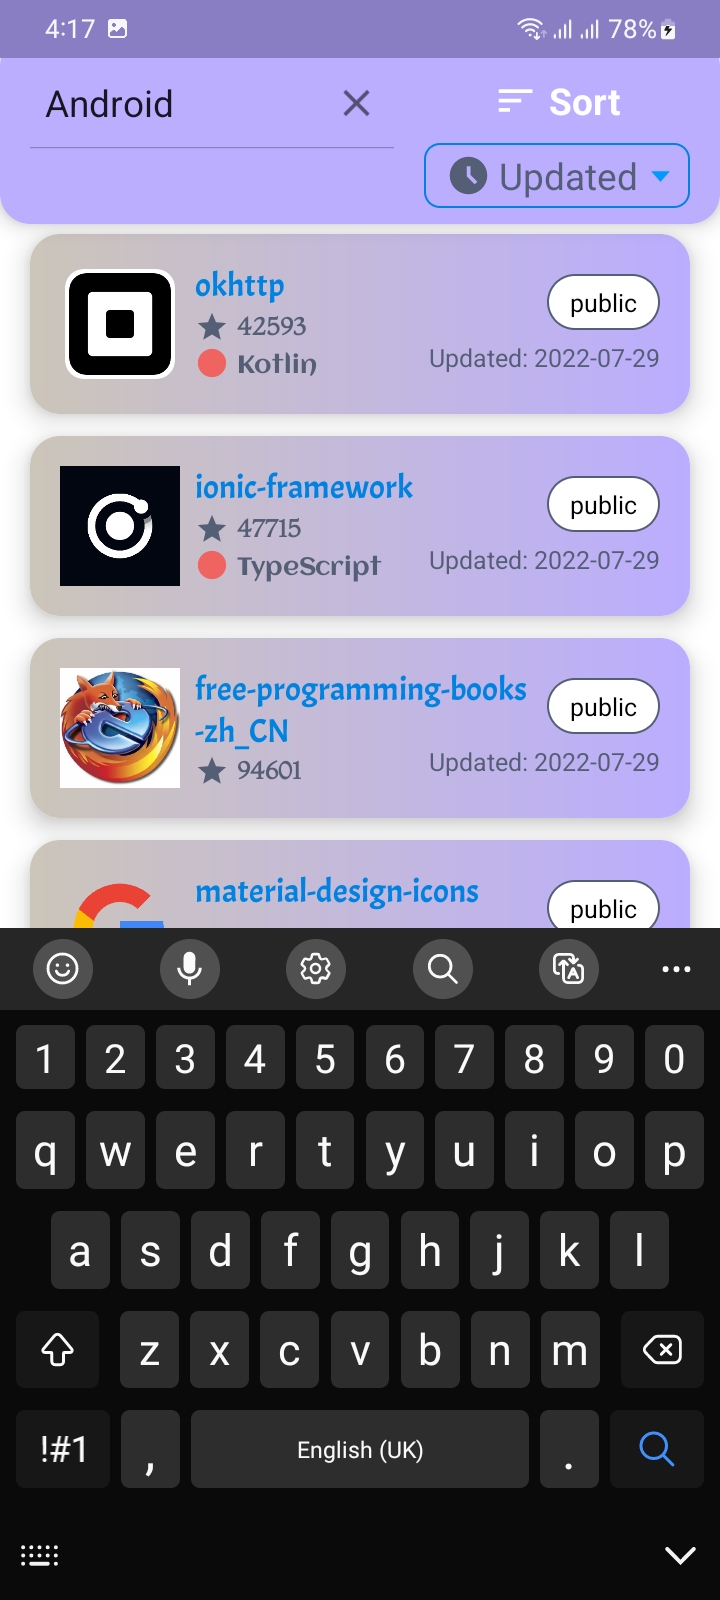 4:17 78%
Android Sort
Updated
okhttp
42593 public
Kotlin Updated: 2022-07-29
ionic-framework
47715 public
TypeScript Updated: 2022-07-29
free-programming-books
-zh_CN public
94601 Updated: 2022-07-29
material-design-icons
public
1 2 3 4 5 6 7 8 9 0
q w e r t y u i o p
a s d f g h j k l
z x c v b n m
!#1 , English (UK) .